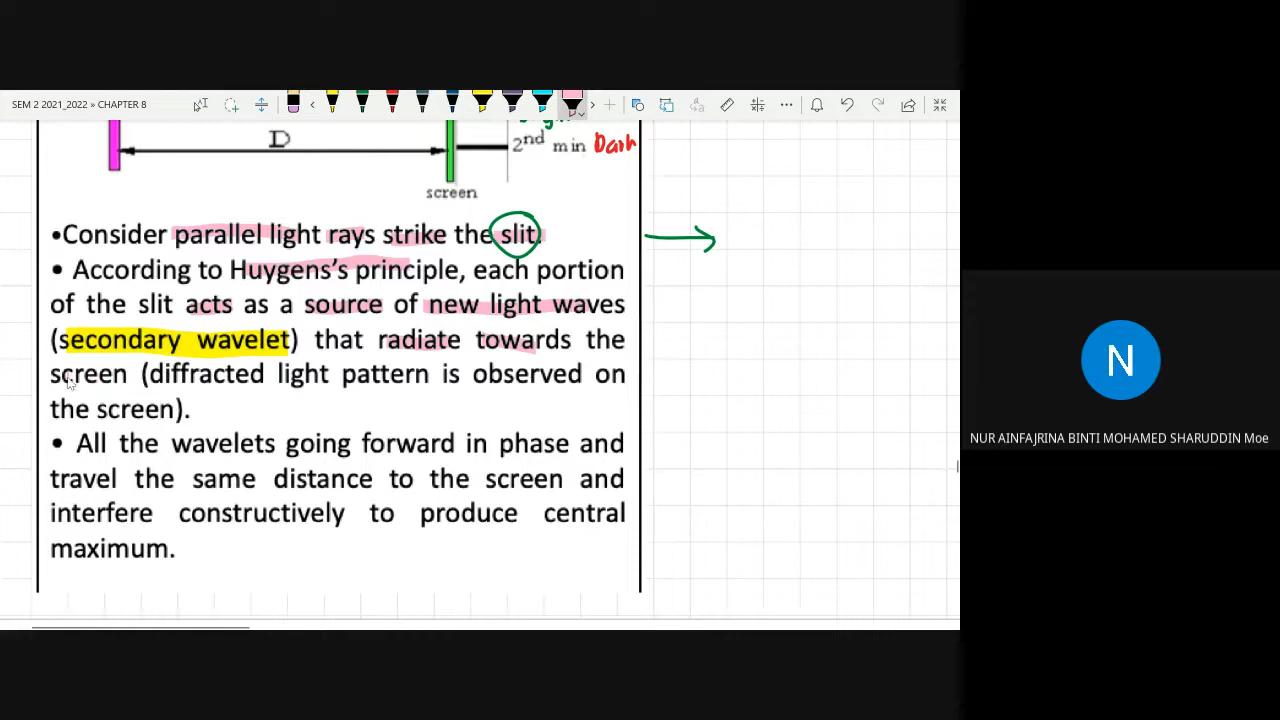 SEM 2 2021_2022 » CHAPTER 8
D
2nd min Dark
screen
•Consider parallel light rays strike the slit.
• According to Huygens's principle, each portion
of the slit acts as a source of new light waves
(secondary wavelet) that radiate towards the
screen (diffracted light pattern is observed on
the screen).
• All the wavelets going forward in phase and
travel the same distance to the screen and
interfere constructively to produce central
maximum.
N
NUR AINFAJRINA BINTI MOHAMED SHARUDDIN Moe